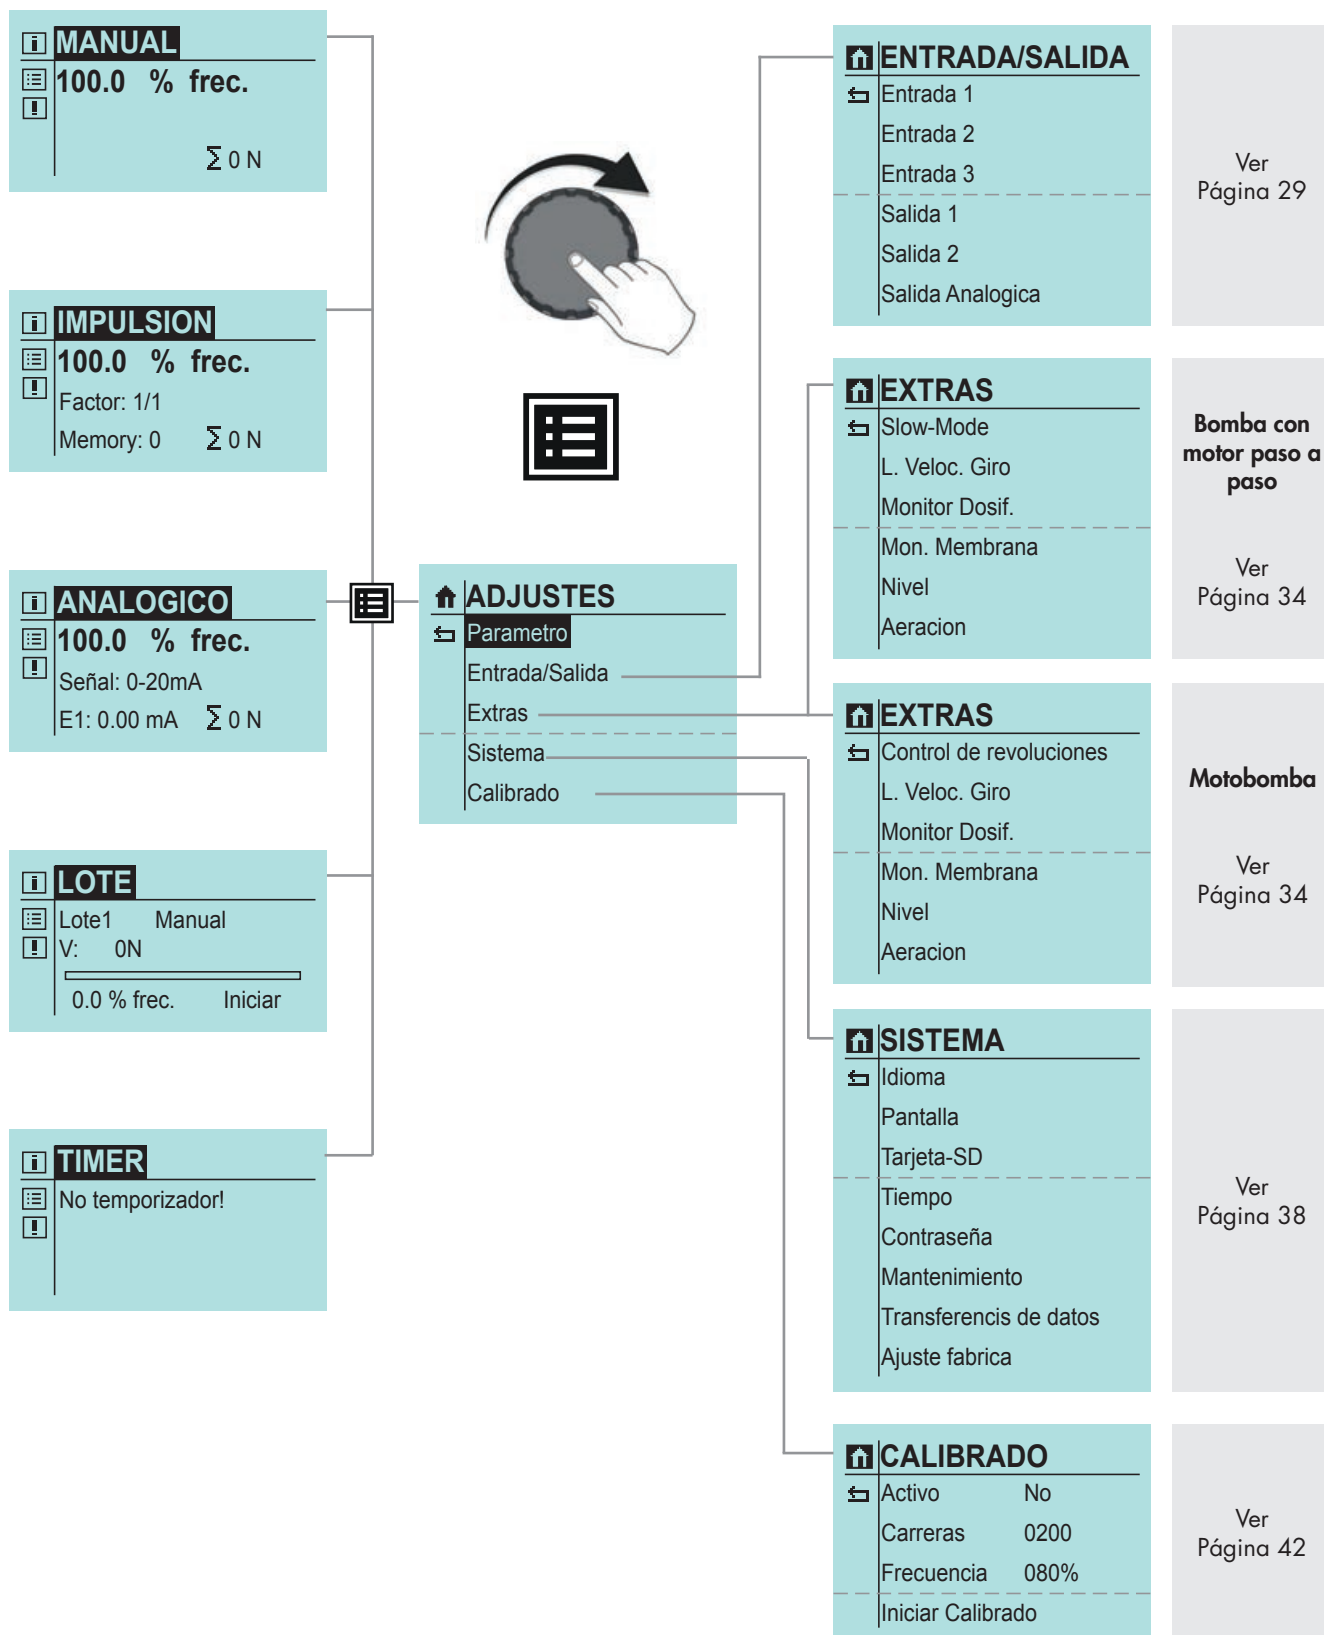 MANUAL
100.0 % frec.
Σ 0 N
IMPULSION
100.0 % frec.
Factor: 1/1
Memory: 0 Σ 0 N
ANALOGICO
100.0 % frec.
Señal: 0-20mA
E1: 0.00 mA Σ 0 N
LOTE
Lote1 Manual
V: 0N
0.0 % frec. Iniciar
TIMER
No temporizador!
ADJUSTES
Parametro
Entrada/Salida
Extras
Sistema
Calibrado
ENTRADA/SALIDA
Entrada 1
Entrada 2
Entrada 3
Salida 1
Salida 2
Salida Analogica
Ver
Página 29
EXTRAS
Slow-Mode
L. Veloc. Giro
Monitor Dosif.
Mon. Membrana
Nivel
Aeracion
Bomba con
motor paso a
paso
Ver
Página 34
EXTRAS
Control de revoluciones
L. Veloc. Giro
Monitor Dosif.
Mon. Membrana
Nivel
Aeracion
Motobomba
Ver
Página 34
SISTEMA
Idioma
Pantalla
Tarjeta-SD
Tiempo
Contraseña
Mantenimiento
Transferencis de datos
Ajuste fabrica
Ver
Página 38
CALIBRADO
Activo No
Carreras 0200
Frecuencia 080%
Iniciar Calibrado
Ver
Página 42